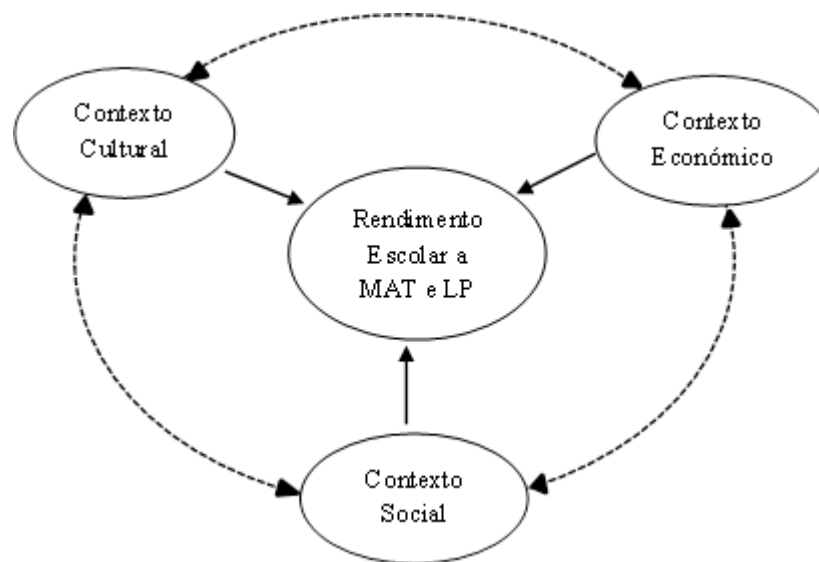 Contexto
Cultural
Contexto
Económico
Rendimento
Escolar a
MAT e LP
Contexto
Social